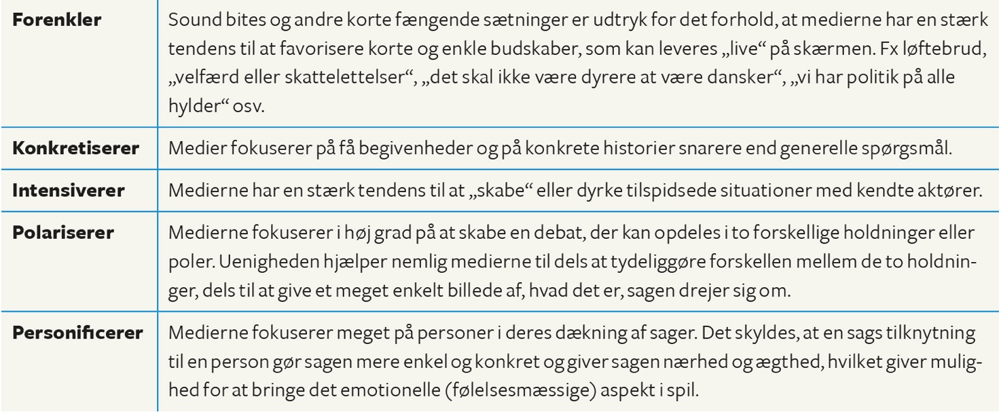 Forenkler Sound bites og andre korte fængende sætninger er udtryk for det forhold, at medierne har en stærk
tendens til at favorisere korte og enkle budskaber, som kan leveres „live“ på skærmen. Fx løftebrud,
„velfærd eller skattelettelser“, „det skal ikke være dyrere at være dansker“, „vi har politik på alle
hylder“ osv.
Konkretiserer Medier fokuserer på få begivenheder og på konkrete historier snarere end generelle spørgsmål.
Intensiverer Medierne har en stærk tendens til at „skabe“ eller dyrke tilspidsede situationer med kendte aktører.
Polariserer Medierne fokuserer i høj grad på at skabe en debat, der kan opdeles i to forskellige holdninger eller
poler. Uenigheden hjælper nemlig medierne til dels at tydeliggøre forskellen mellem de to holdnin-
ger, dels til at give et meget enkelt billede af, hvad det er, sagen drejer sig om.
Personificerer Medierne fokuserer meget på personer i deres dækning af sager. Det skyldes, at en sags tilknytning
til en person gør sagen mere enkel og konkret og giver sagen nærhed og ægthed, hvilket giver mulig-
hed for at bringe det emotionelle (følelsesmæssige) aspekt i spil.